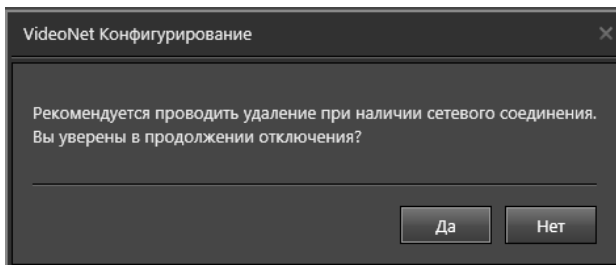 VideoNet Конфигурирование
Рекомендуется проводить удаление при наличии сетевого соединения.
Вы уверены в продолжении отключения?
Да
Нет